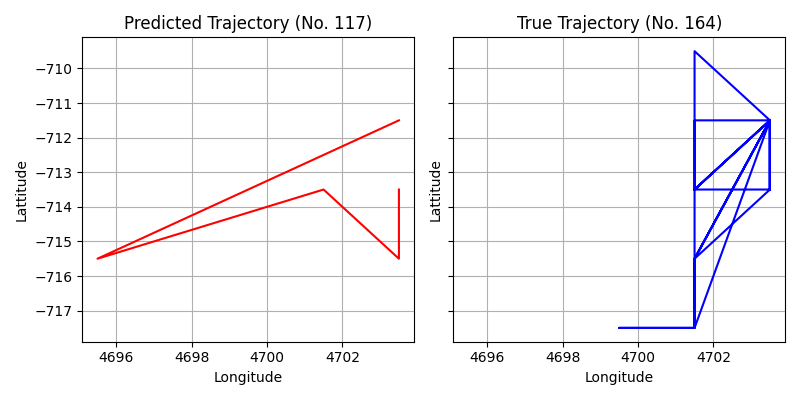 Predicted Trajectory (No. 117)
−710
−711
−712
−713
−714
−715
−716
−717
Lattitude
4696 4698 4700 4702
Longitude
True Trajectory (No. 164)
Lattitude
4696 4698 4700 4702
Longitude